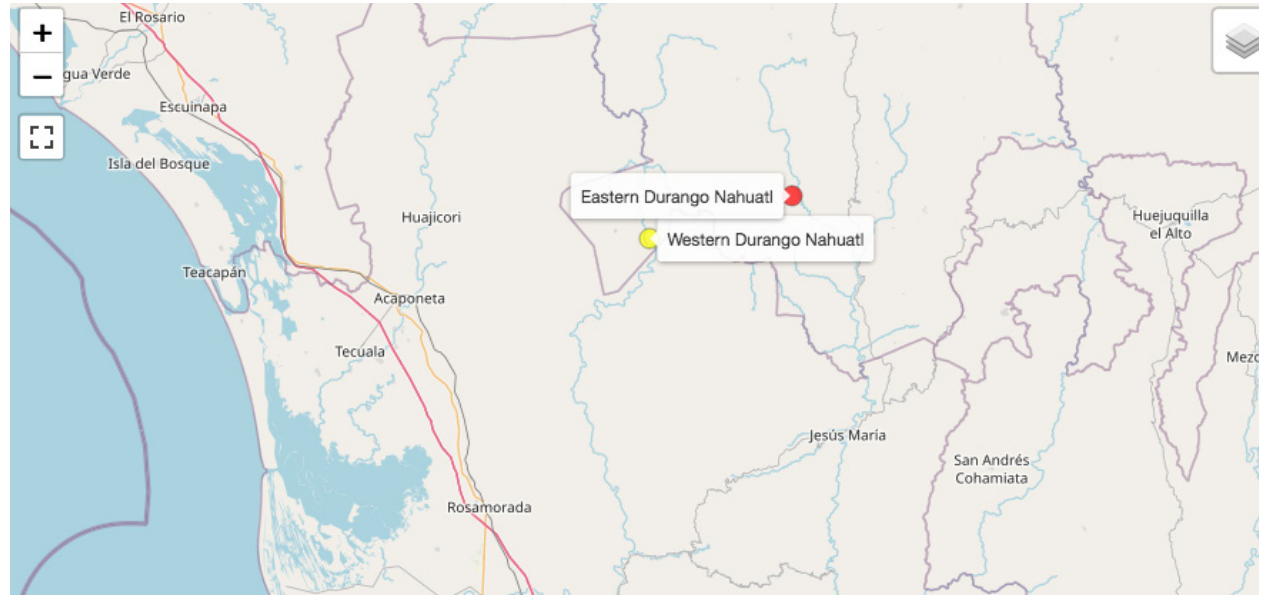 El Rosario
+
−
gua Verde
Escuinapa
Isla del Bosque
Eastern Durango Nahuatl
Huajicori
Huejuquilla
el Alto
Western Durango Nahuatl
Teacapán
Acaponeta
Tecuala
Mezq
Jesús María
San Andrés
Cohamiata
Rosamorada